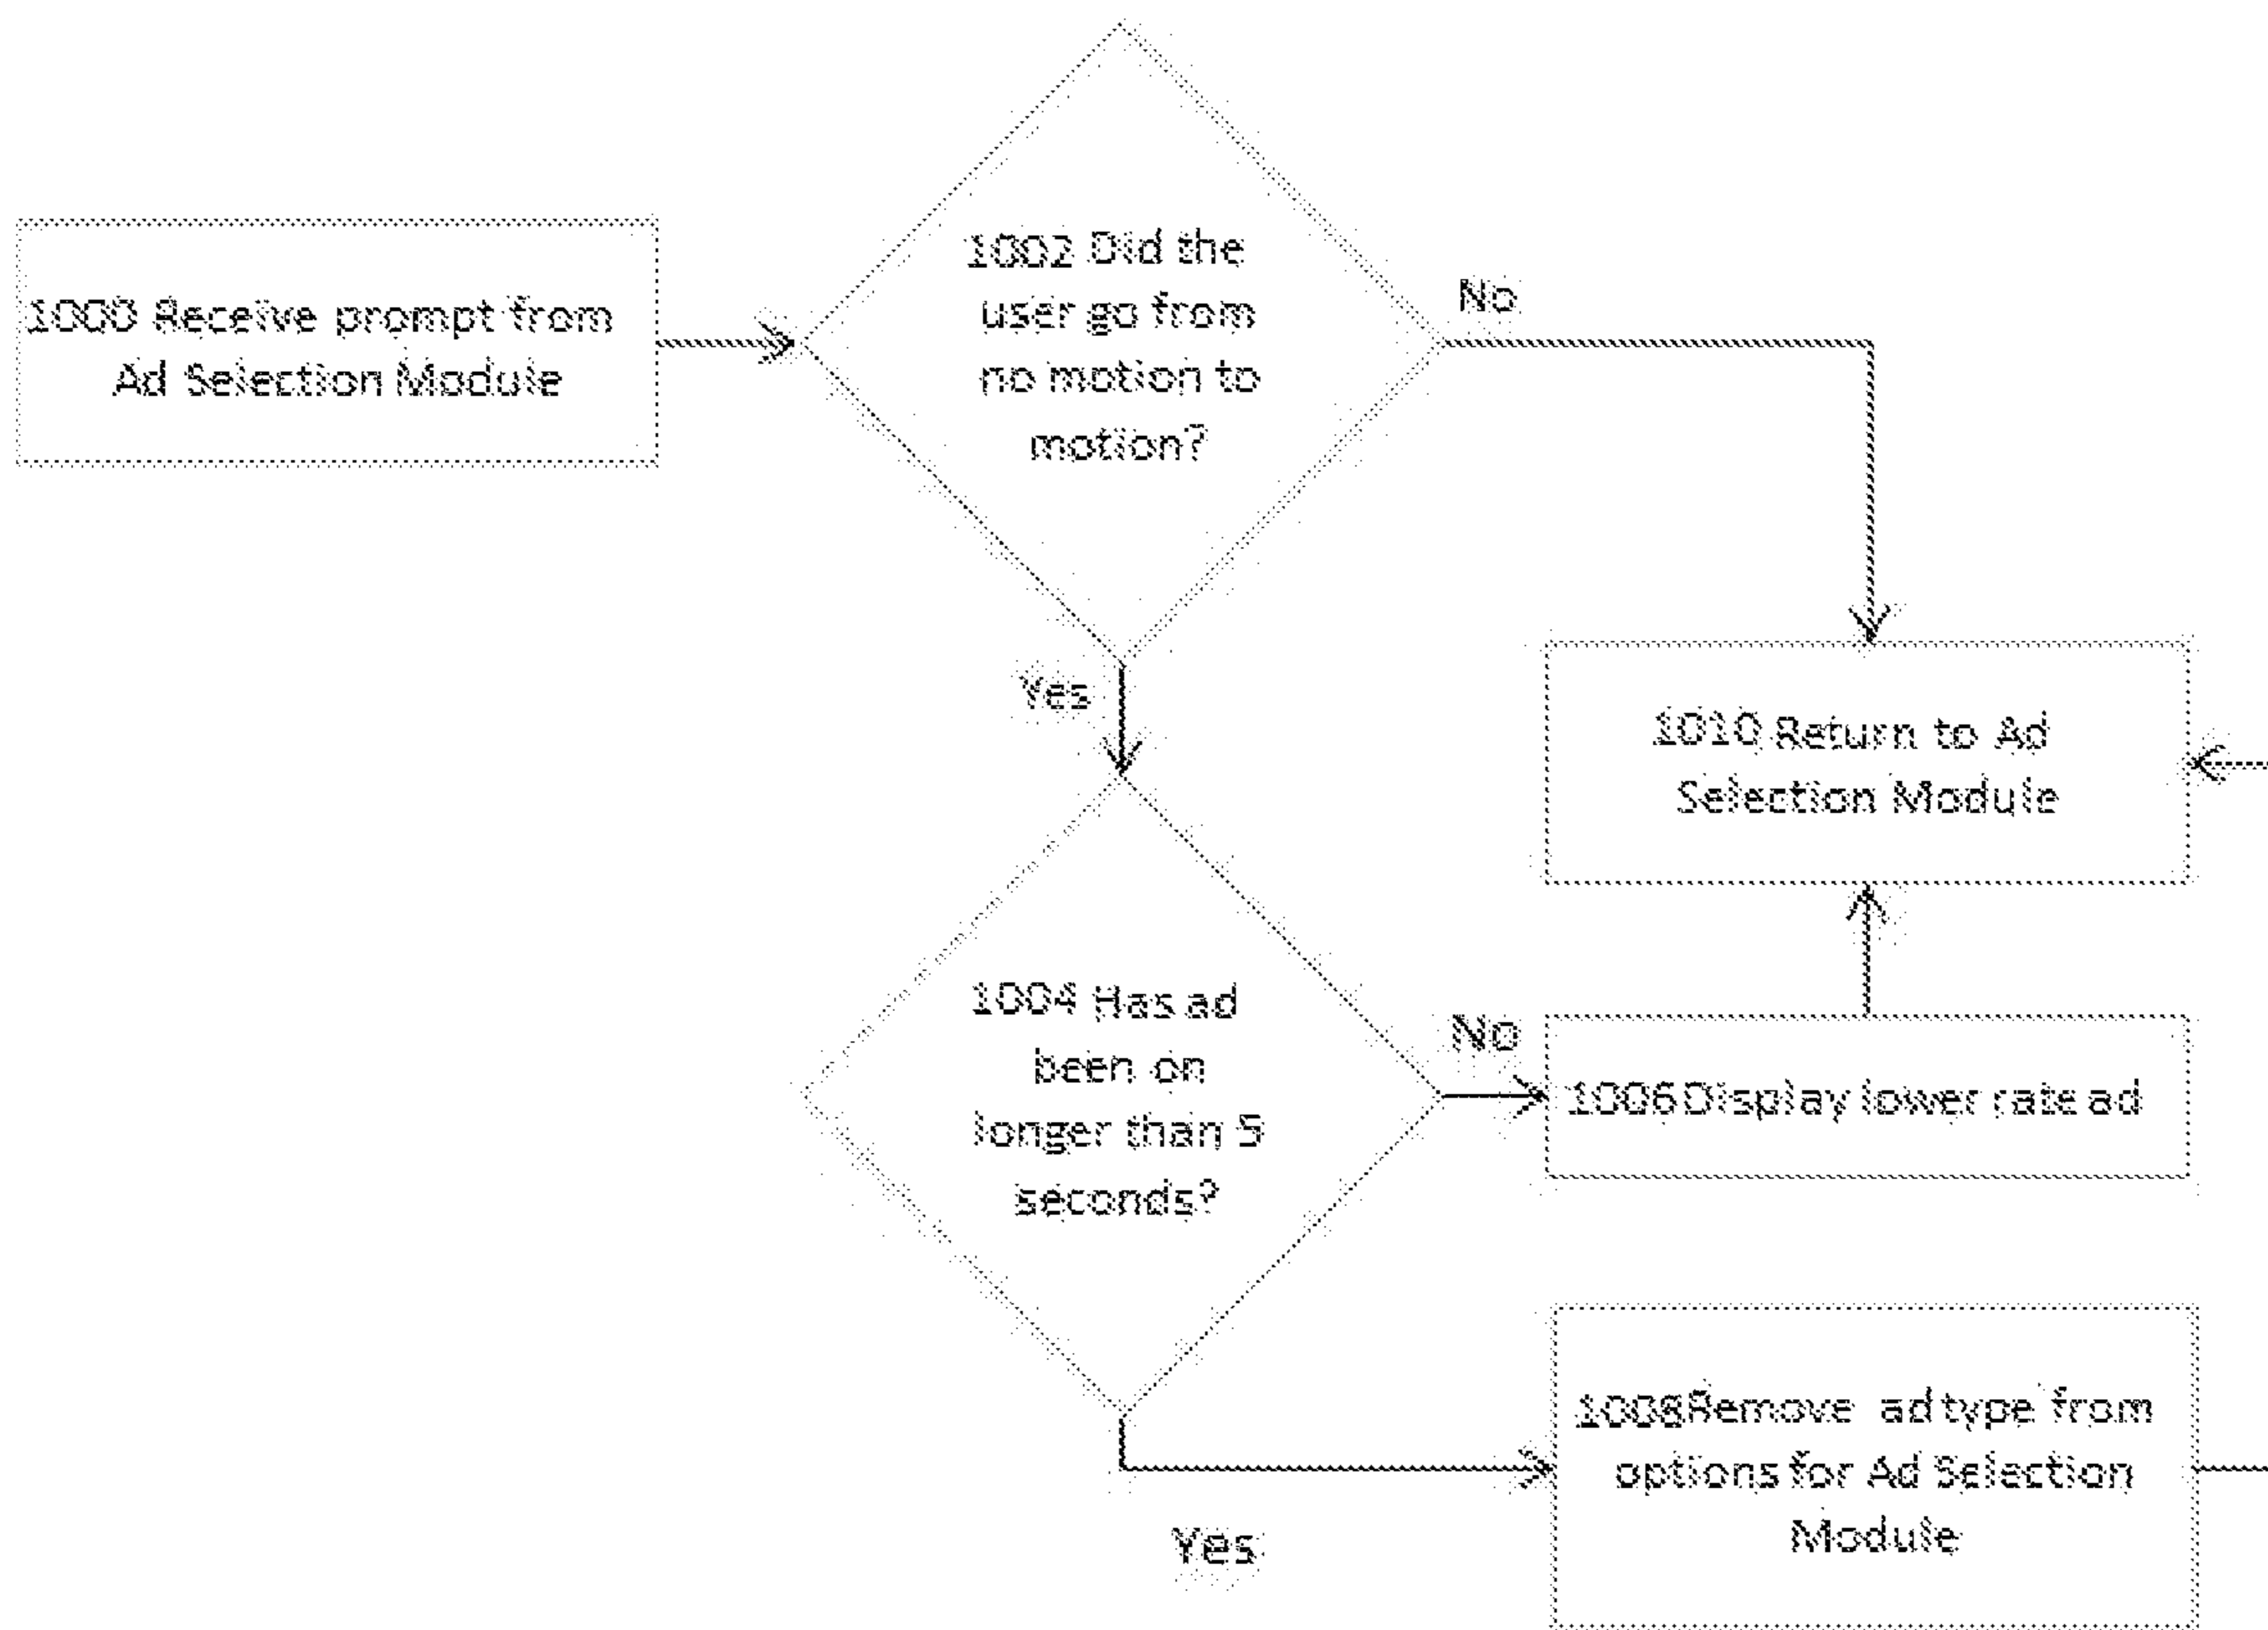 1000 Receive prompt from
Ad Selection Module
1002 Did the
user go from
no motion to
motion?
No
Yes
1010 Return to Ad
Selection Module
1004 Has ad
been on
longer than 5
seconds?
No
1006 Display lower rate ad
Yes
1008 Remove ad type from
options for Ad Selection
Module